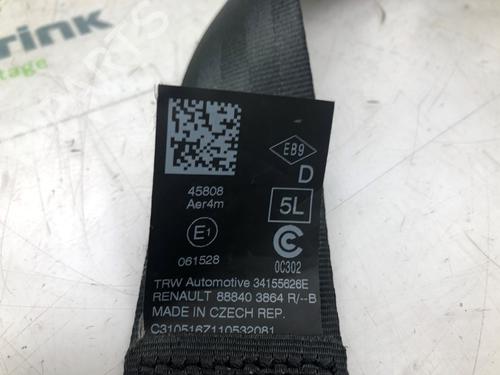 rink
tage
EB9
D
45808
Aer4m
5L
E1
061528
0C302
TRW Automotive 34155626E
RENAULT 88840 3864 R/--B
MADE IN CZECH REP.
C310516Z110532081